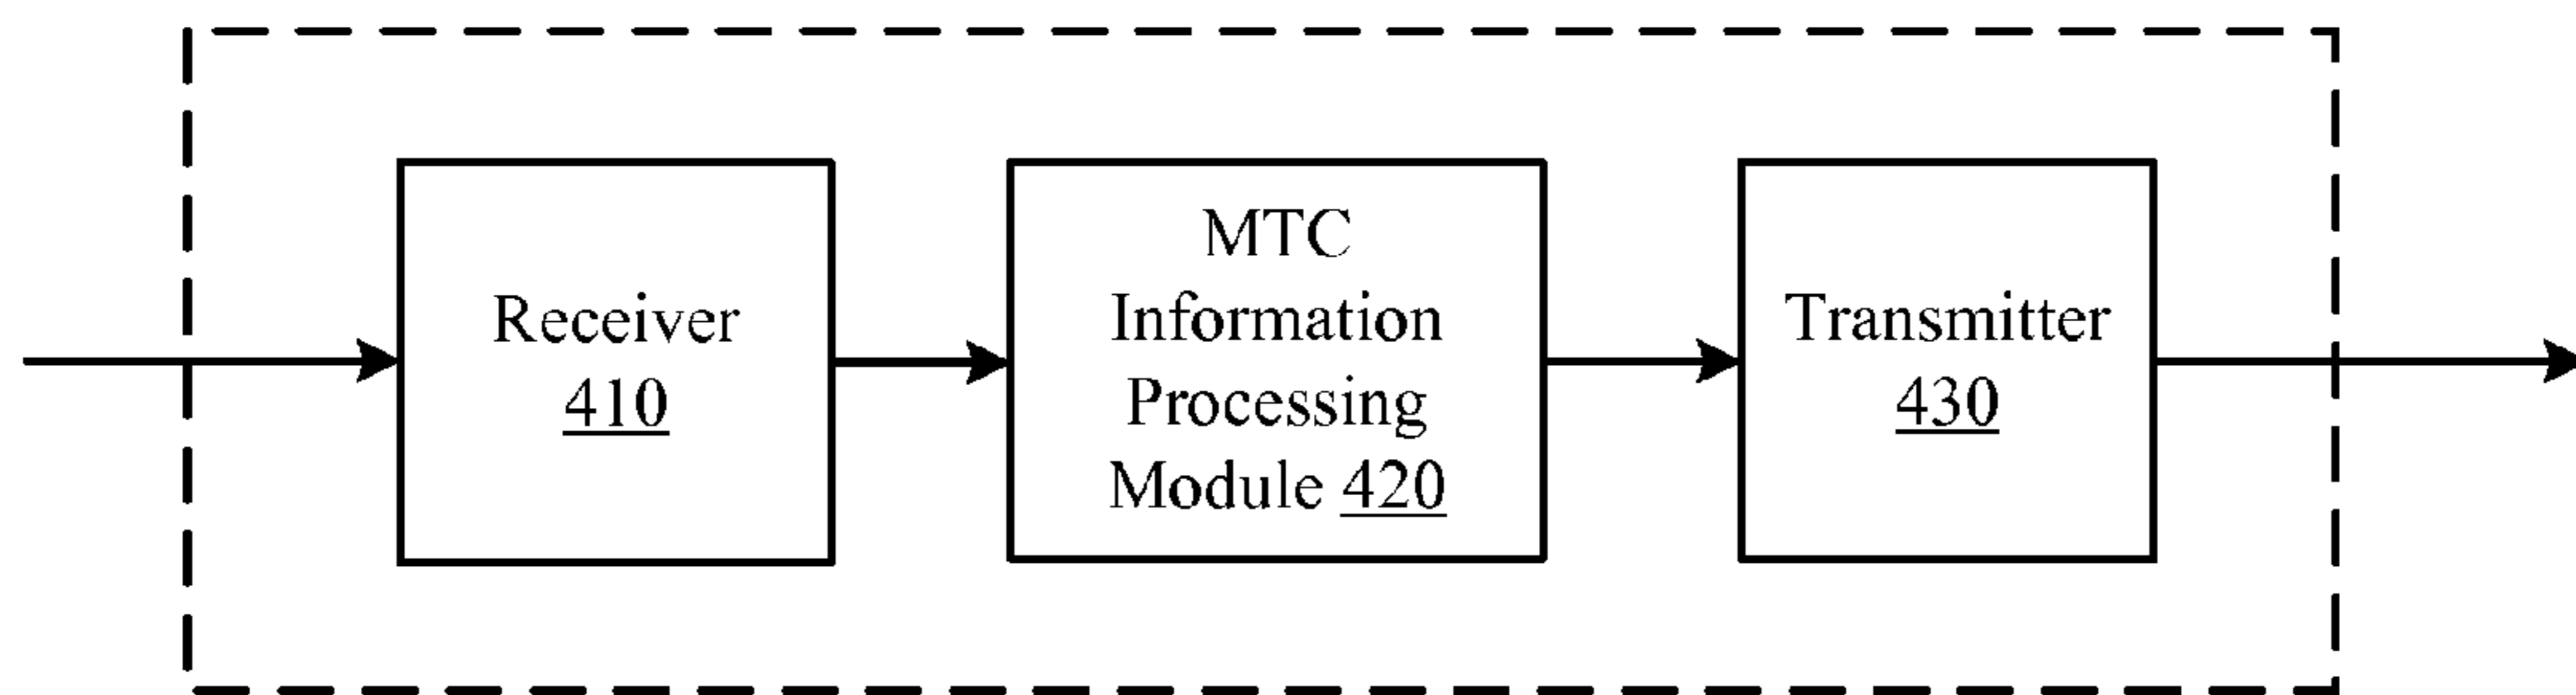 Receiver
410
MTC
Information
Processing
Module 420
Transmitter
430